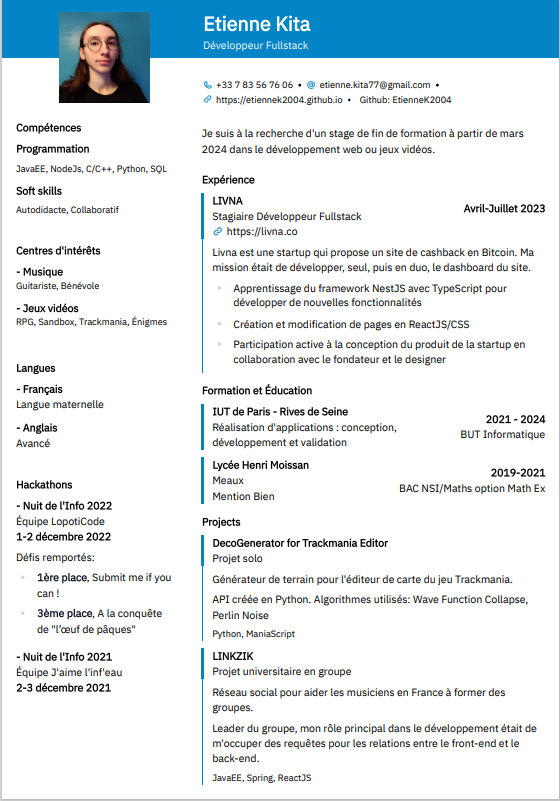 Etienne Kita
Développeur Fullstack
+33 7 83 56 76 06 • etienne.kita77@gmail.com •
https://etiennek2004.github.io • Github: EtienneK2004
Je suis à la recherche d'un stage de fin de formation à partir de mars
2024 dans le développement web ou jeux vidéos.
Compétences
Programmation
JavaEE, NodeJs, C/C++, Python, SQL
Soft skills
Autodidacte, Collaboratif
Centres d'intérêts
- Musique
Guitariste, Bénévole
- Jeux vidéos
RPG, Sandbox, Trackmania, Énigmes
Langues
- Français
Langue maternelle
- Anglais
Avancé
Hackathons
- Nuit de l'Info 2022
Équipe LopotiCode
1-2 décembre 2022
Défis remportés:
1ère place, Submit me if you
can !
3ème place, A la conquête
de "l'œuf de pâques"
- Nuit de l'Info 2021
Équipe J'aime l'inf'eau
2-3 décembre 2021
Expérience
LIVNA
Avril-Juillet 2023
Stagiaire Développeur Fullstack
https://livna.co
Livna est une startup qui propose un site de cashback en Bitcoin. Ma
mission était de développer, seul, puis en duo, le dashboard du site.
Apprentissage du framework NestJS avec TypeScript pour
développer de nouvelles fonctionnalités
Création et modification de pages en ReactJS/CSS
Participation active à la conception du produit de la startup en
collaboration avec le fondateur et le designer
Formation et Éducation
IUT de Paris - Rives de Seine
2021 - 2024
Réalisation d'applications : conception,
développement et validation
BUT Informatique
Lycée Henri Moissan
2019-2021
Meaux
BAC NSI/Maths option Math Ex
Mention Bien
Projects
DecoGenerator for Trackmania Editor
Projet solo
Générateur de terrain pour l'éditeur de carte du jeu Trackmania.
API créée en Python. Algorithmes utilisés: Wave Function Collapse,
Perlin Noise
Python, ManiaScript
LINKZIK
Projet universitaire en groupe
Réseau social pour aider les musiciens en France à former des
groupes.
Leader du groupe, mon rôle principal dans le développement était de
m'occuper des requêtes pour les relations entre le front-end et le
back-end.
JavaEE, Spring, ReactJS